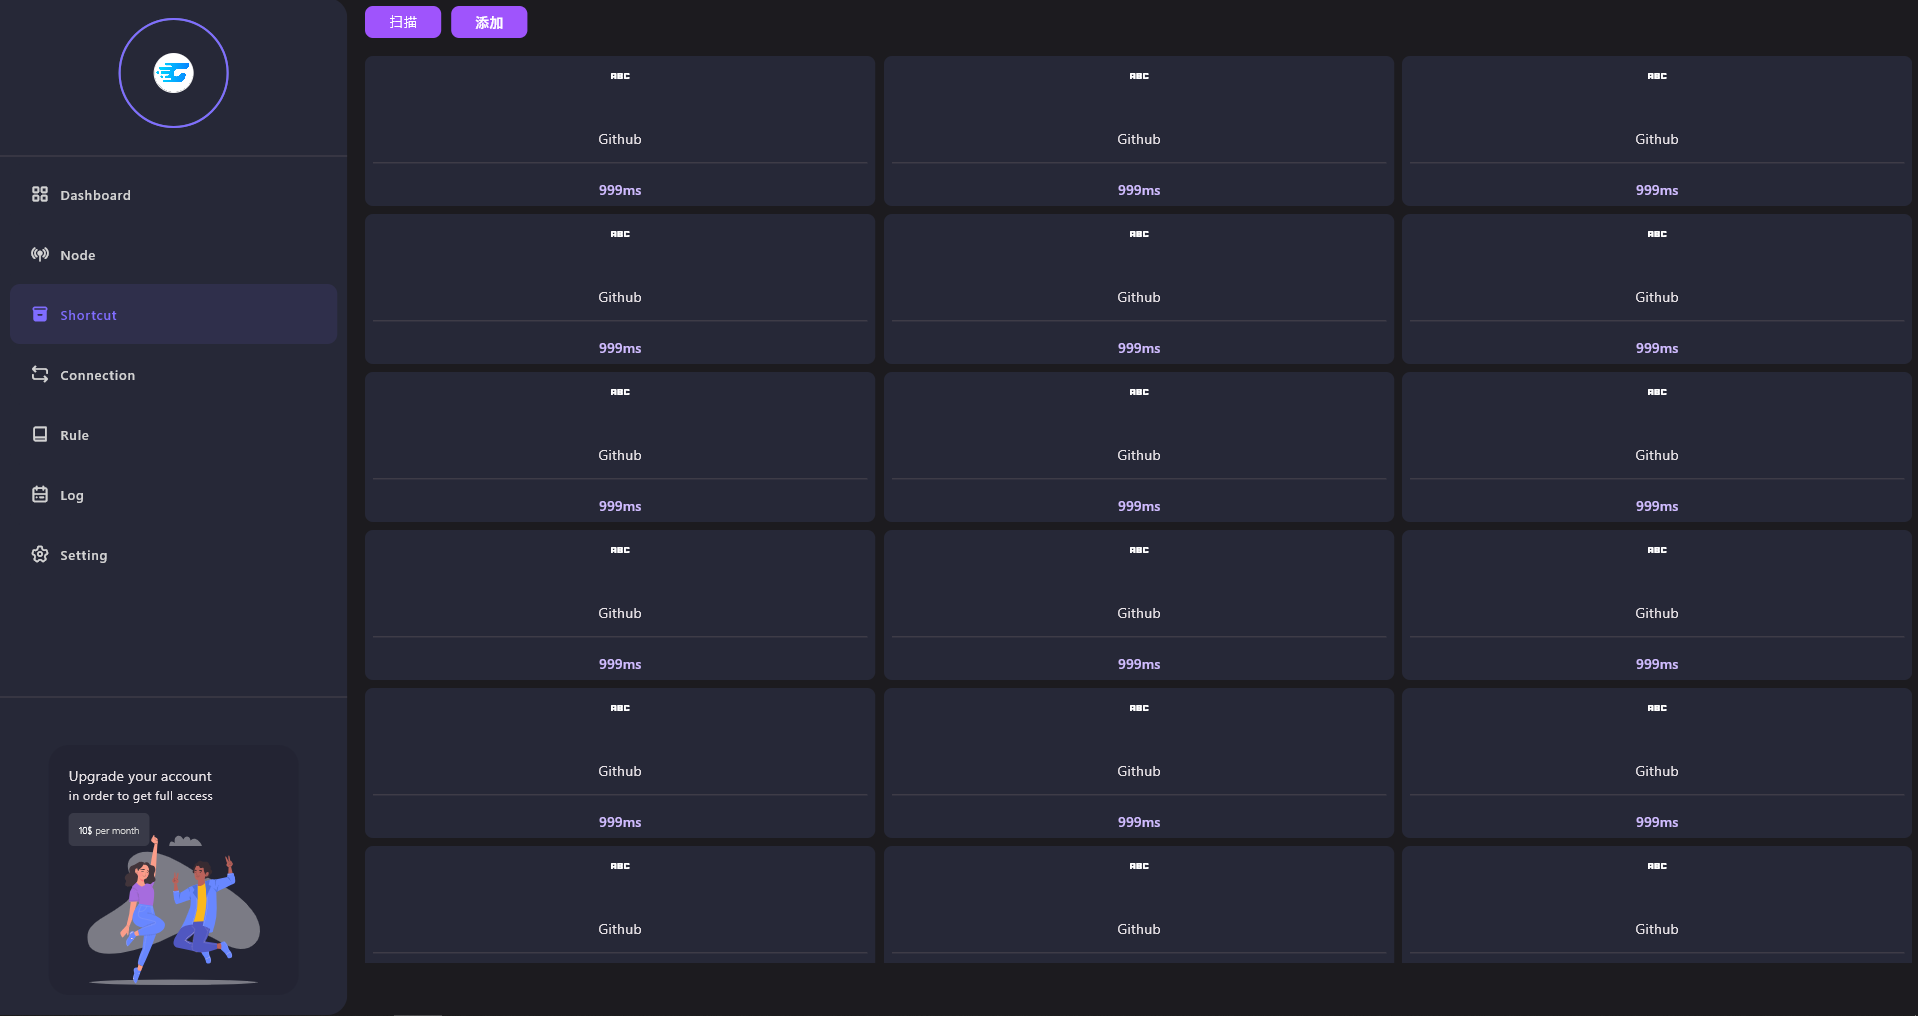 扫描 添加
Dashboard
Node
Shortcut
Connection
Rule
Log
Setting
Upgrade your account
in order to get full access
10$ per month
ABC ABC ABC
Github Github Github
999ms 999ms 999ms
ABC ABC ABC
Github Github Github
999ms 999ms 999ms
ABC ABC ABC
Github Github Github
999ms 999ms 999ms
ABC ABC ABC
Github Github Github
999ms 999ms 999ms
ABC ABC ABC
Github Github Github
999ms 999ms 999ms
ABC ABC ABC
Github Github Github